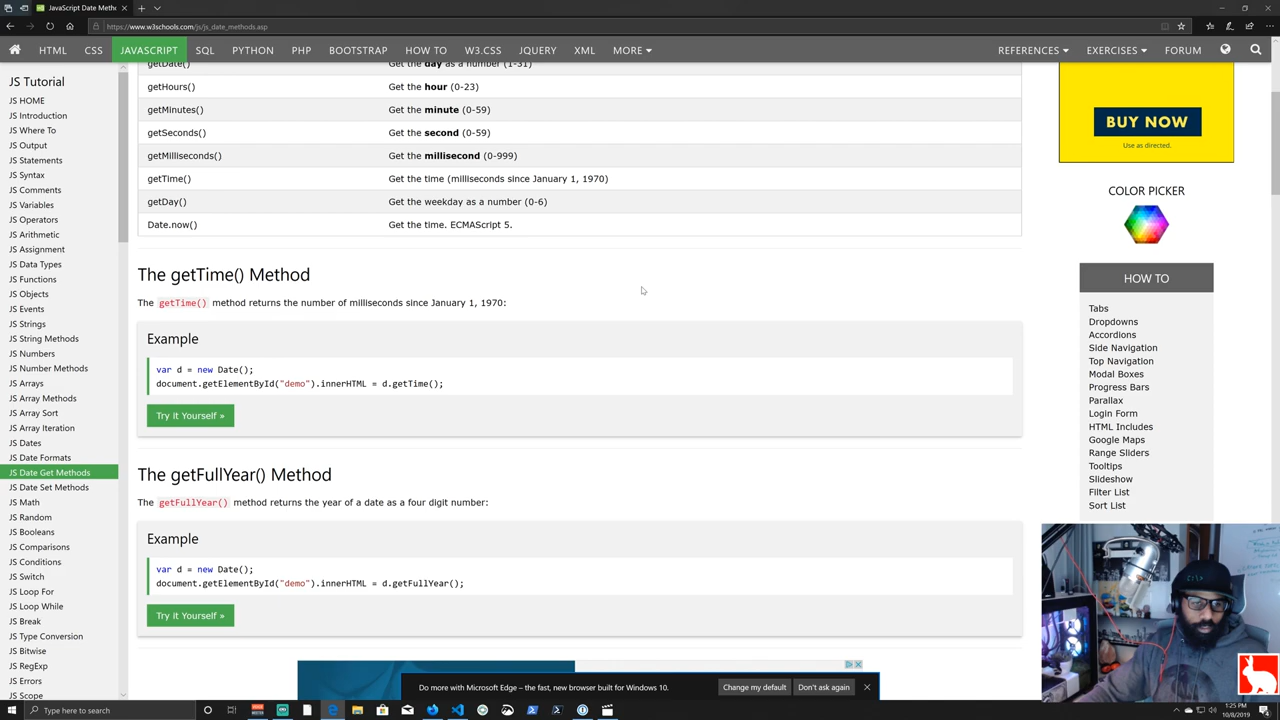 JavaScript Date Meth
https://www.w3schools.com/js/js_date_methods.asp
HTML CSS JAVASCRIPT SQL PYTHON PHP BOOTSTRAP HOW TO W3.CSS JQUERY XML MORE REFERENCES EXERCISES FORUM
JS Tutorial
JS HOME
JS Introduction
JS Where To
JS Output
JS Statements
JS Syntax
JS Comments
JS Variables
JS Operators
JS Arithmetic
JS Assignment
JS Data Types
JS Functions
JS Objects
JS Events
JS Strings
JS String Methods
JS Numbers
JS Number Methods
JS Arrays
JS Array Methods
JS Array Sort
JS Array Iteration
JS Dates
JS Date Formats
JS Date Get Methods
JS Date Set Methods
JS Math
JS Random
JS Booleans
JS Comparisons
JS Conditions
JS Switch
JS Loop For
JS Loop While
JS Break
JS Type Conversion
JS Bitwise
JS RegExp
JS Errors
JS Scope
getDate() Get the day as a number (1-31)
getHours() Get the hour (0-23)
getMinutes() Get the minute (0-59)
getSeconds() Get the second (0-59)
getMilliseconds() Get the millisecond (0-999)
getTime() Get the time (milliseconds since January 1, 1970)
getDay() Get the weekday as a number (0-6)
Date.now() Get the time. ECMAScript 5.
The getTime() Method
The getTime() method returns the number of milliseconds since January 1, 1970:
Example
var d = new Date();
document.getElementById("demo").innerHTML = d.getTime();
Try It Yourself »
The getFullYear() Method
The getFullYear() method returns the year of a date as a four digit number:
Example
var d = new Date();
document.getElementById("demo").innerHTML = d.getFullYear();
Try It Yourself »
BUY NOW
Use as directed.
COLOR PICKER
HOW TO
Tabs
Dropdowns
Accordions
Side Navigation
Top Navigation
Modal Boxes
Progress Bars
Parallax
Login Form
HTML Includes
Google Maps
Range Sliders
Tooltips
Slideshow
Filter List
Sort List
Do more with Microsoft Edge – the fast, new browser built for Windows 10. Change my default Don't ask again
Type here to search
1:25 PM
10/8/2019